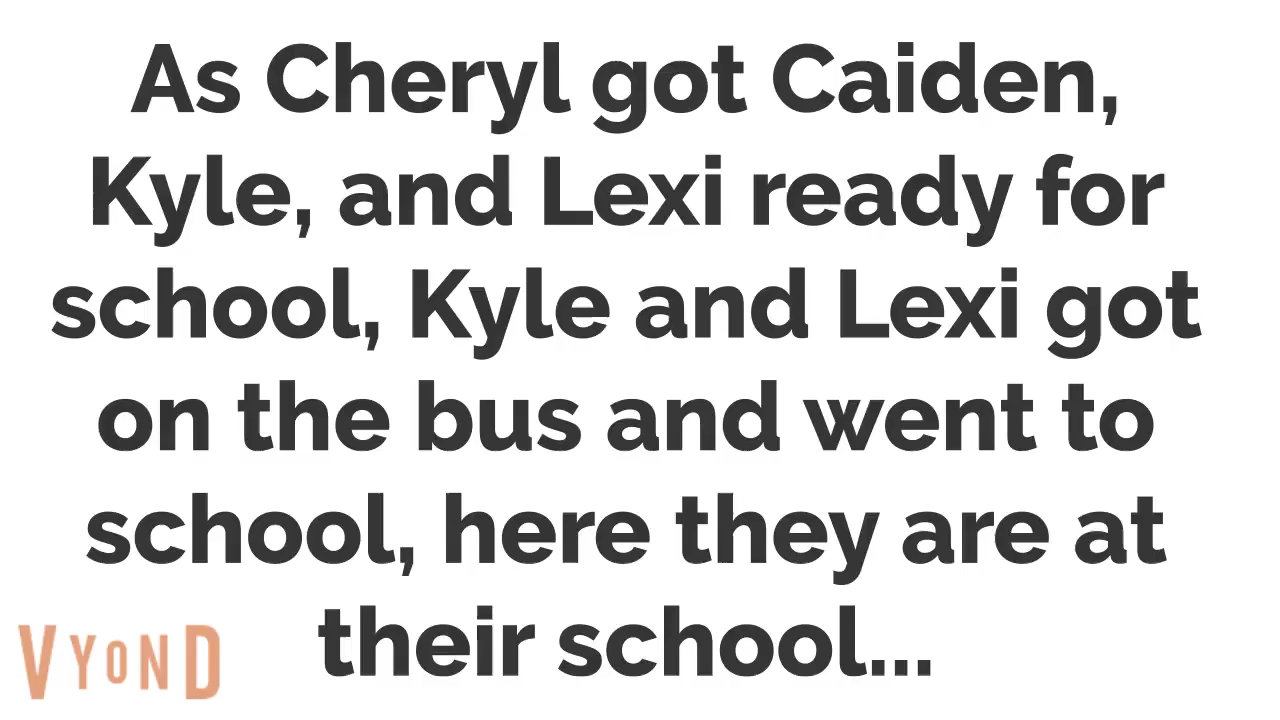 As Cheryl got Caiden,
Kyle, and Lexi ready for
school, Kyle and Lexi got
on the bus and went to
school, here they are at
their school...
VYOND